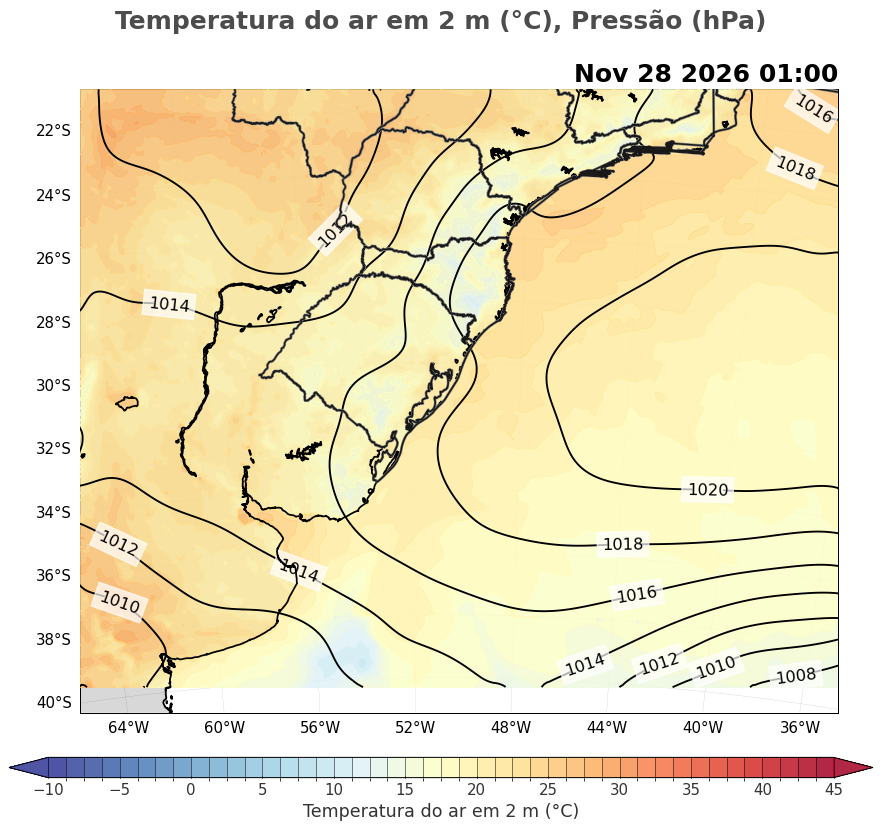 Temperatura do ar em 2 m (°C), Pressão (hPa)
Nov 28 2026 01:00
1016
22°S
1018
24°S
1012
26°S
1014
28°S
30°S
32°S
1020
34°S
1012
1018
1014
36°S
1010
1016
38°S
1014
1012
1010
1008
40°S
64°W 60°W 56°W 52°W 48°W 44°W 40°W 36°W
−10 −5 0 5 10 15 20 25 30 35 40 45
Temperatura do ar em 2 m (°C)